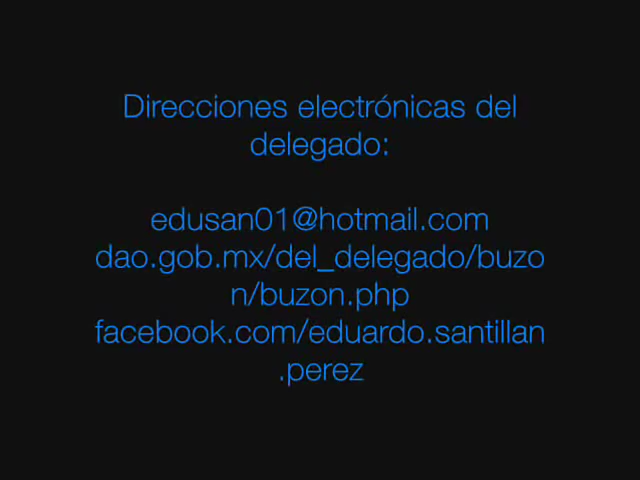 Direcciones electrónicas del
delegado:
edusan01@hotmail.com
dao.gob.mx/del_delegado/buzo
n/buzon.php
facebook.com/eduardo.santillan
.perez